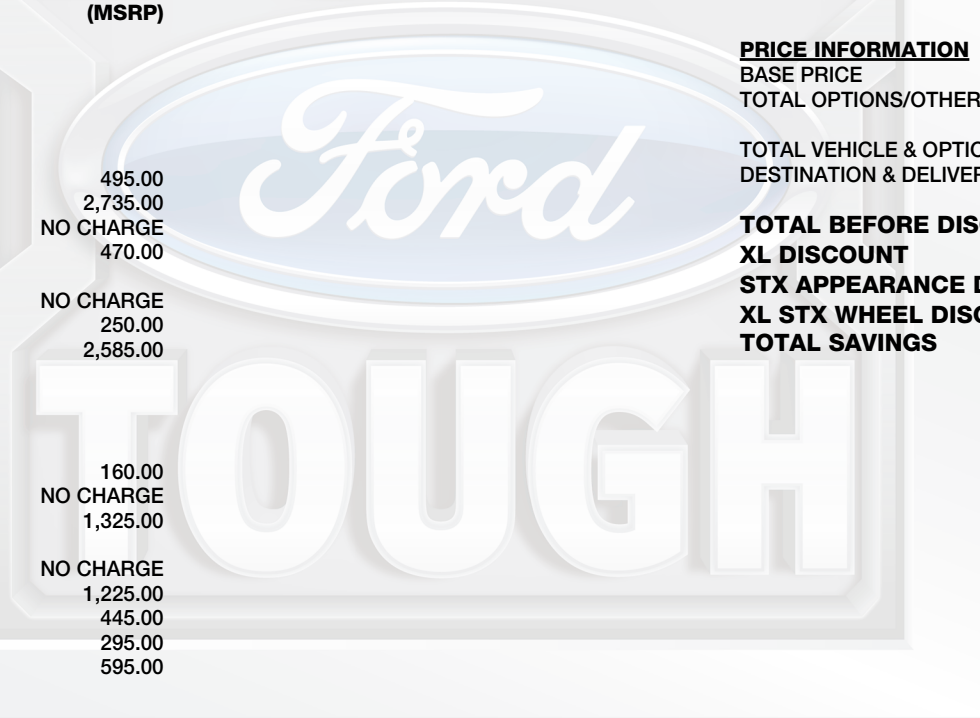 (MSRP)
495.00
2,735.00
NO CHARGE
470.00
NO CHARGE
250.00
2,585.00
160.00
NO CHARGE
1,325.00
NO CHARGE
1,225.00
445.00
295.00
595.00
Ford
TOUGH
PRICE INFORMATION
BASE PRICE
TOTAL OPTIONS/OTHER
TOTAL VEHICLE & OPTIO
DESTINATION & DELIVER
TOTAL BEFORE DISC
XL DISCOUNT
STX APPEARANCE D
XL STX WHEEL DISC
TOTAL SAVINGS